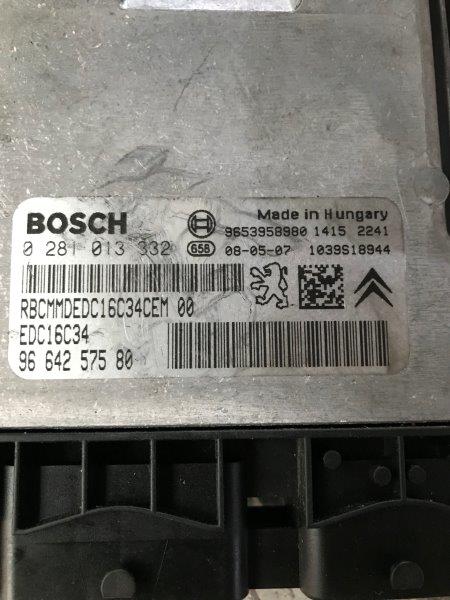 BOSCH
Made in Hungary
9653958980 1415 2241
0 281 013 332
658
08-05-07 1039S18944
RBCMMDEDC16C34CEM 00
EDC16C34
96 642 575 80